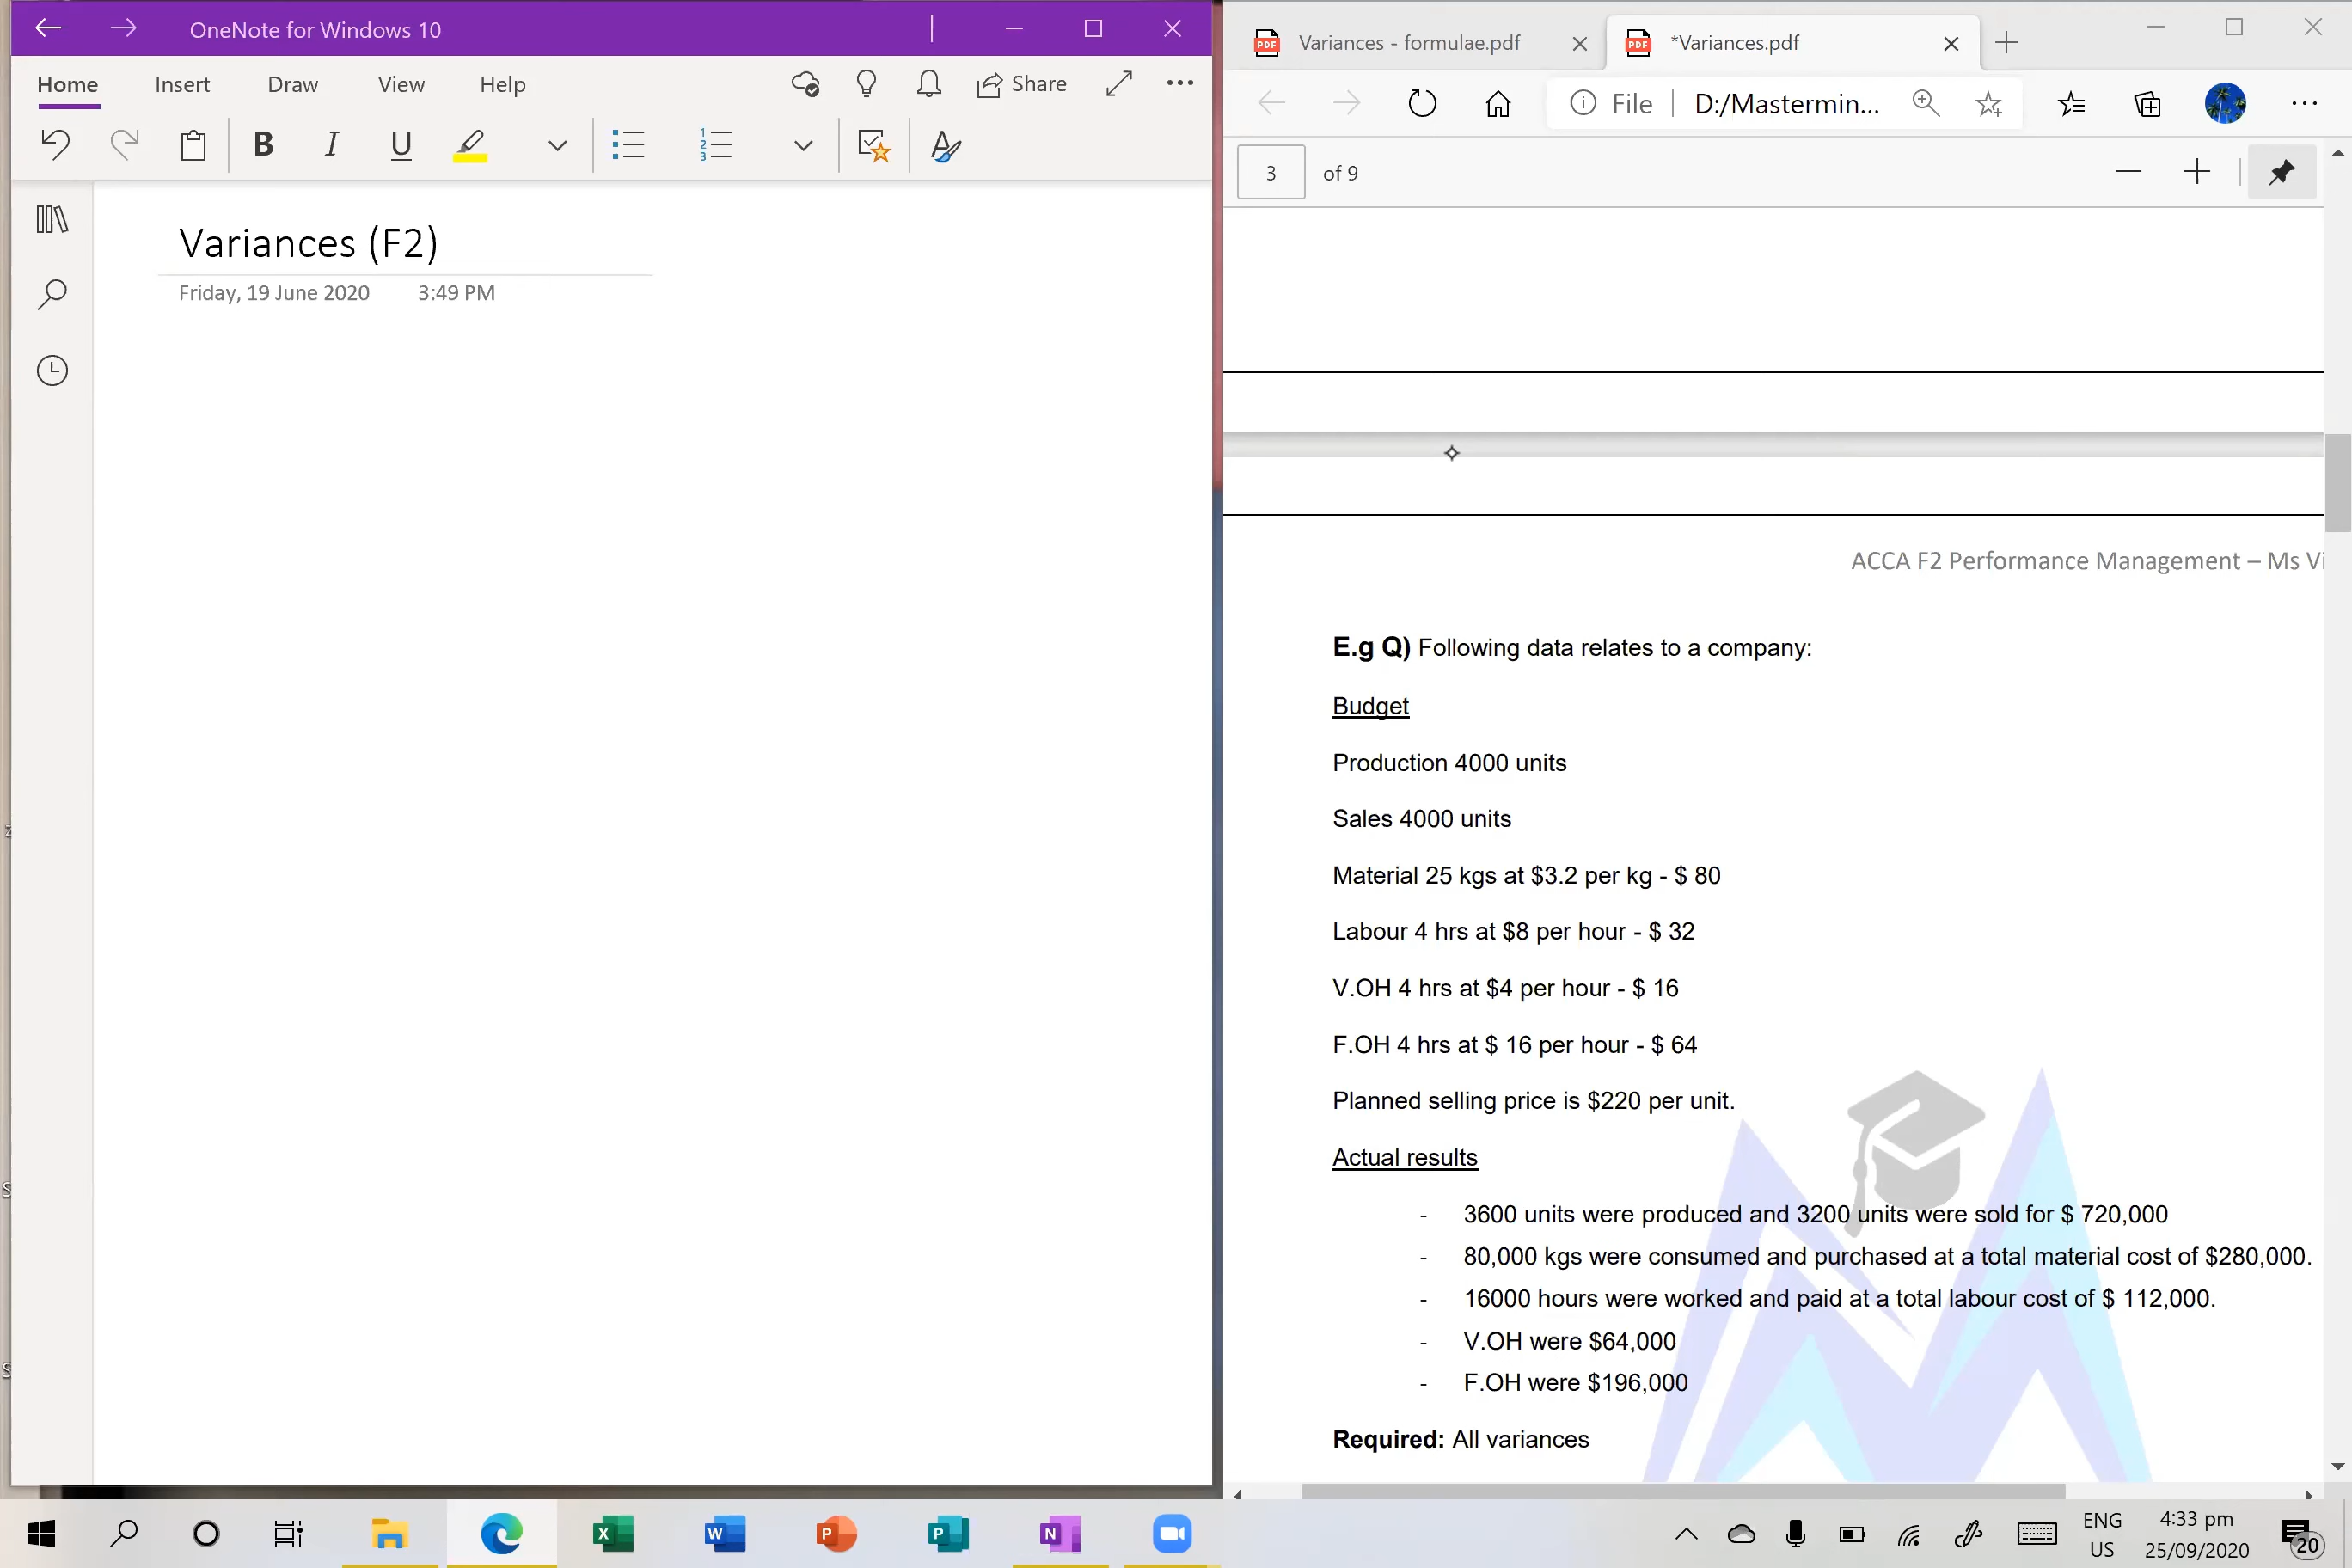 OneNote for Windows 10
Home Insert Draw View Help Share
B I U
Variances (F2)
Friday, 19 June 2020 3:49 PM
Variances - formulae.pdf
*Variances.pdf
File D:/Mastermin...
3 of 9
ACCA F2 Performance Management – Ms
E.g Q) Following data relates to a company:
Budget
Production 4000 units
Sales 4000 units
Material 25 kgs at $3.2 per kg - $ 80
Labour 4 hrs at $8 per hour - $ 32
V.OH 4 hrs at $4 per hour - $ 16
F.OH 4 hrs at $ 16 per hour - $ 64
Planned selling price is $220 per unit.
Actual results
- 3600 units were produced and 3200 units were sold for $ 720,000
- 80,000 kgs were consumed and purchased at a total material cost of $280,000.
- 16000 hours were worked and paid at a total labour cost of $ 112,000.
- V.OH were $64,000
- F.OH were $196,000
Required: All variances
ENG
US
4:33 pm
25/09/2020
20